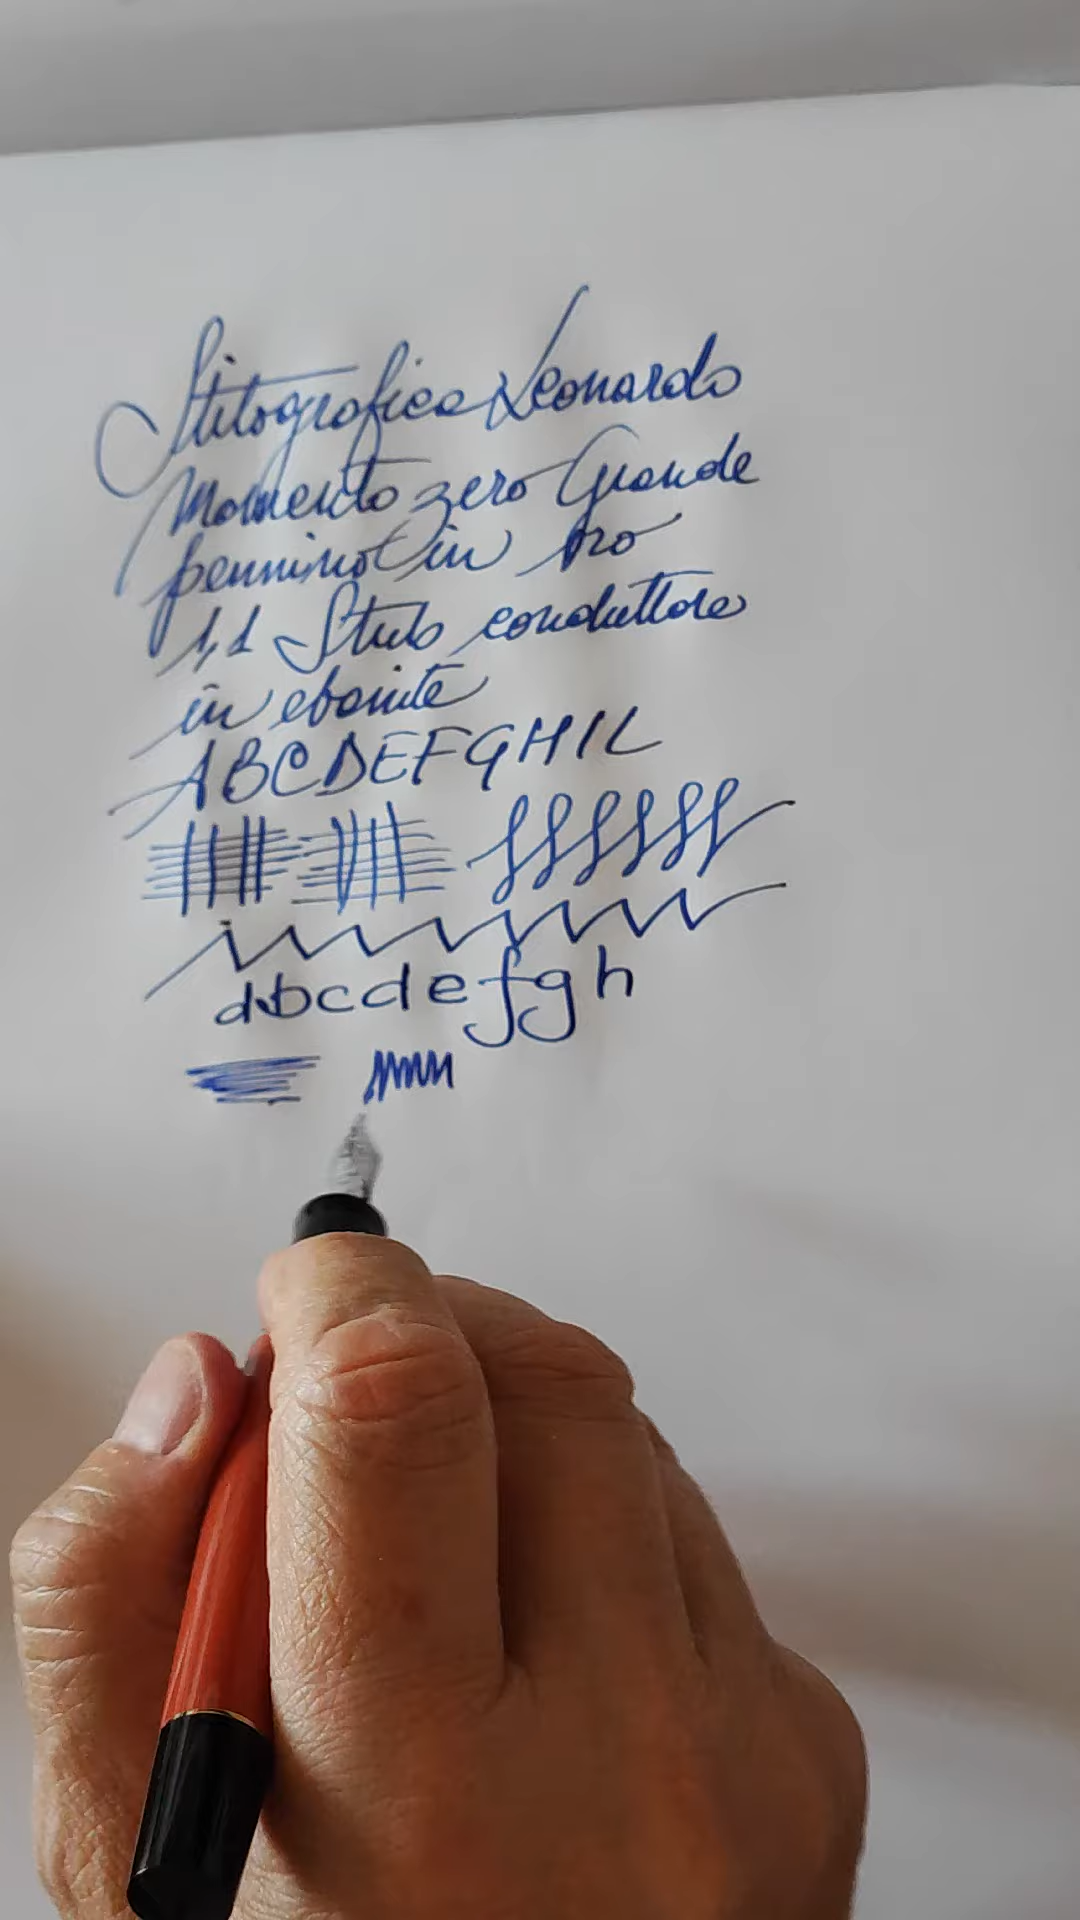 Stilografica Leonardo
Momento zero Grande
pennino in oro
1,1 Stub conduttore
in ebanite
ABCDEFGHIL
abcdefgh